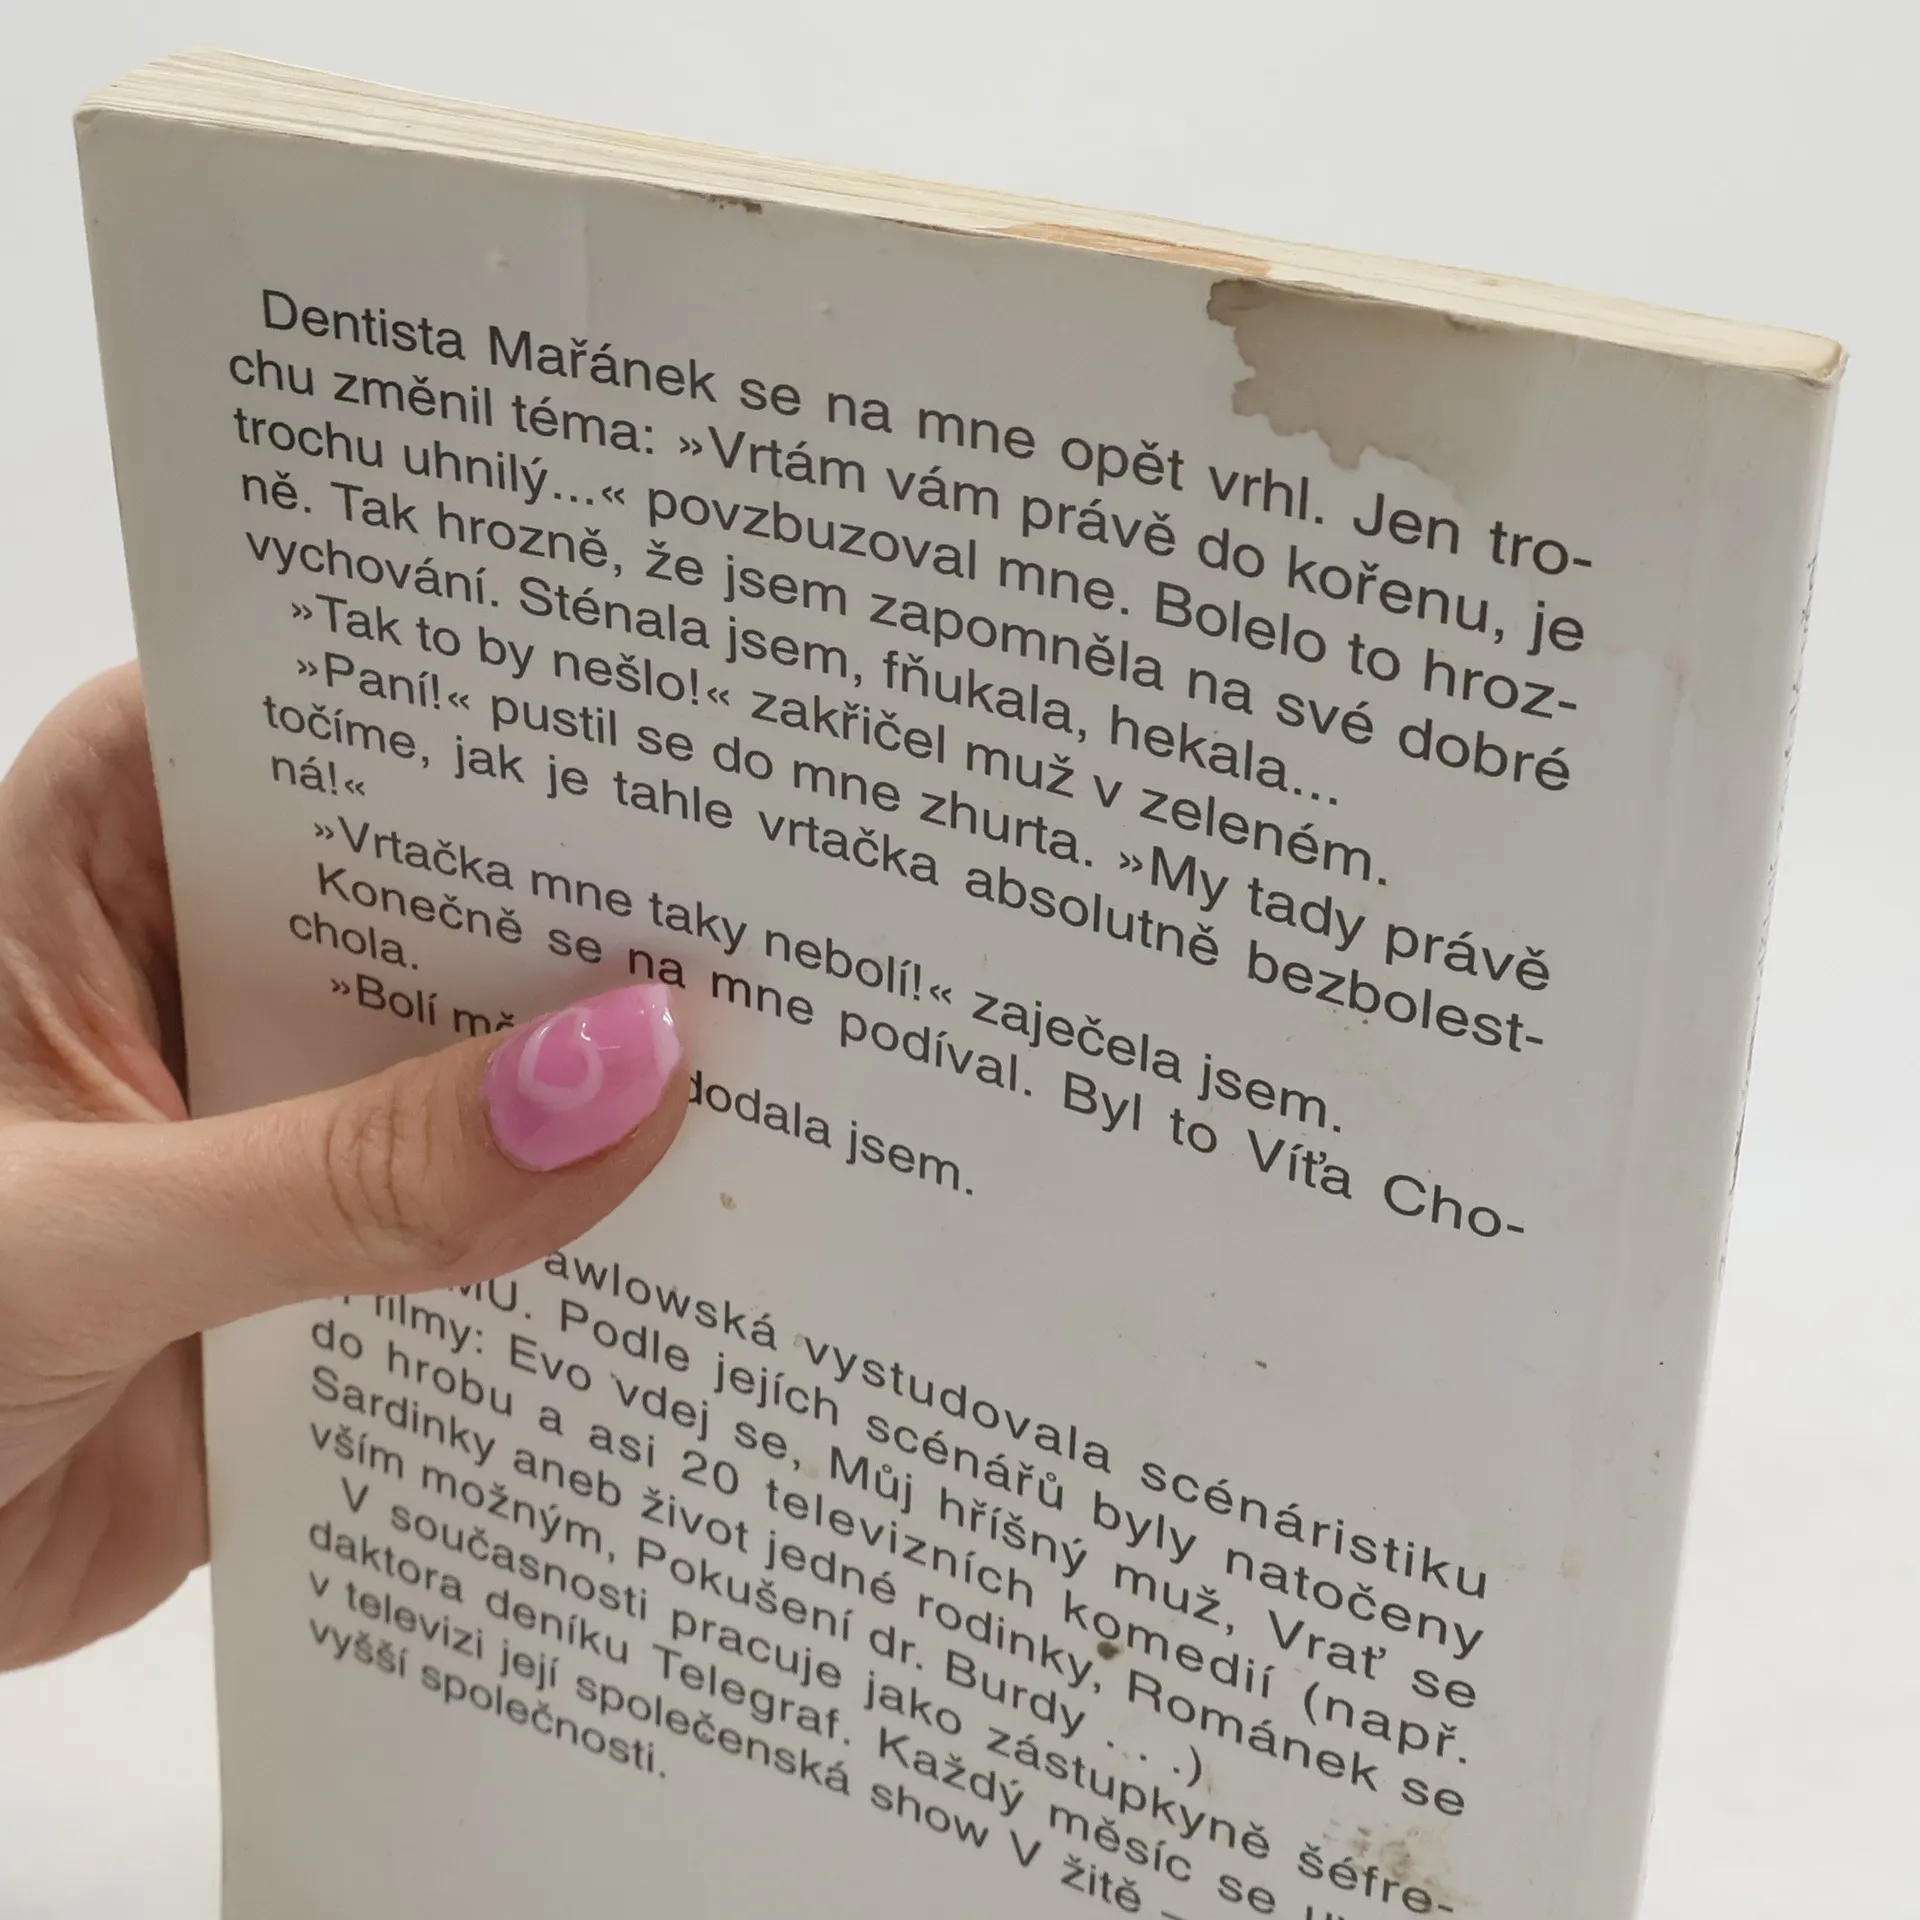 Dentista Mařánek se na mne opět vrhl. Jen tro-
chu změnil téma: »Vrtám vám právě do kořenu, je
trochu uhnilý...« povzbuzoval mne. Bolelo to hroz-
ně. Tak hrozně, že jsem zapomněla na své dobré
vychování. Sténala jsem, fňukala, hekala...
»Tak to by nešlo!« zakřičel muž v zeleném.
»Paní!« pustil se do mne zhurta. »My tady právě
točíme, jak je tahle vrtačka absolutně bezbolest-
ná!«
»Vrtačka mne taky nebolí!« zaječela jsem.
Konečně se na mne podíval. Byl to Víťa Cho-
chola.
»Bolí
dodala jsem.
awlowská vystudovala scénáristiku
MU. Podle jejích scénářů byly natočeny
filmy: Evo vdej se, Můj hříšný muž, Vrať se
do hrobu a asi 20 televizních komedií (např.
Sardinky aneb život jedné rodinky, Románek se
vším možným, Pokušení dr. Burdy . . .)
V současnosti pracuje jako zástupkyně šéfre-
daktora deníku Telegraf. Každý měsíc se
v televizi její společenská show V žitě –
vyšší společnosti.